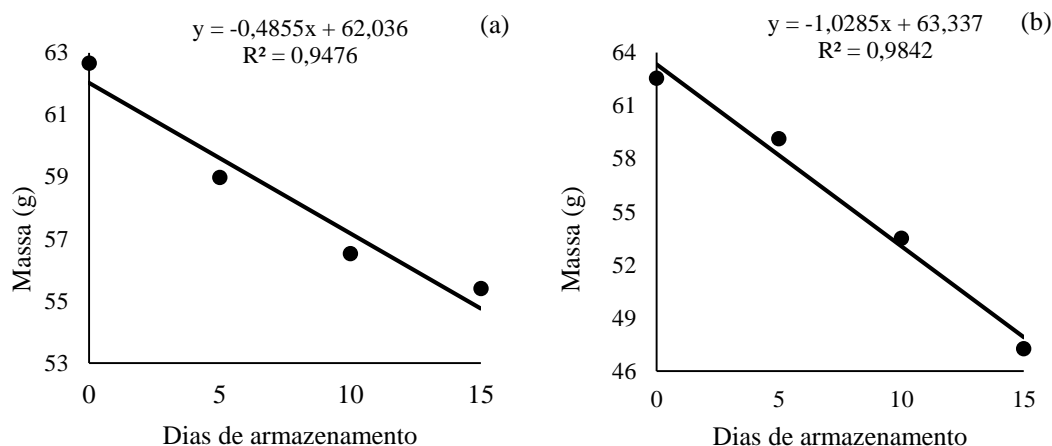 y = -0,4855x + 62,036
R² = 0,9476
(a)
63
61
59
57
55
53
Massa (g)
0 5 10 15
Dias de armazenamento
y = -1,0285x + 63,337
R² = 0,9842
(b)
64
61
58
55
52
49
46
Massa (g)
0 5 10 15
Dias de armazenamento